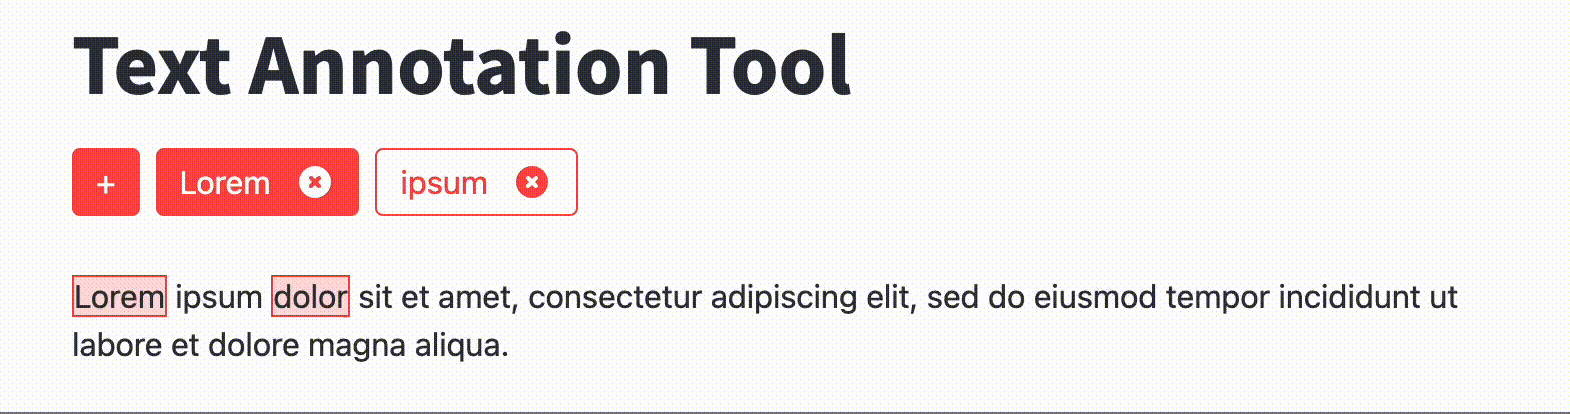 Text Annotation Tool
+ Lorem ipsum
Lorem ipsum dolor sit et amet, consectetur adipiscing elit, sed do eiusmod tempor incididunt ut
labore et dolore magna aliqua.